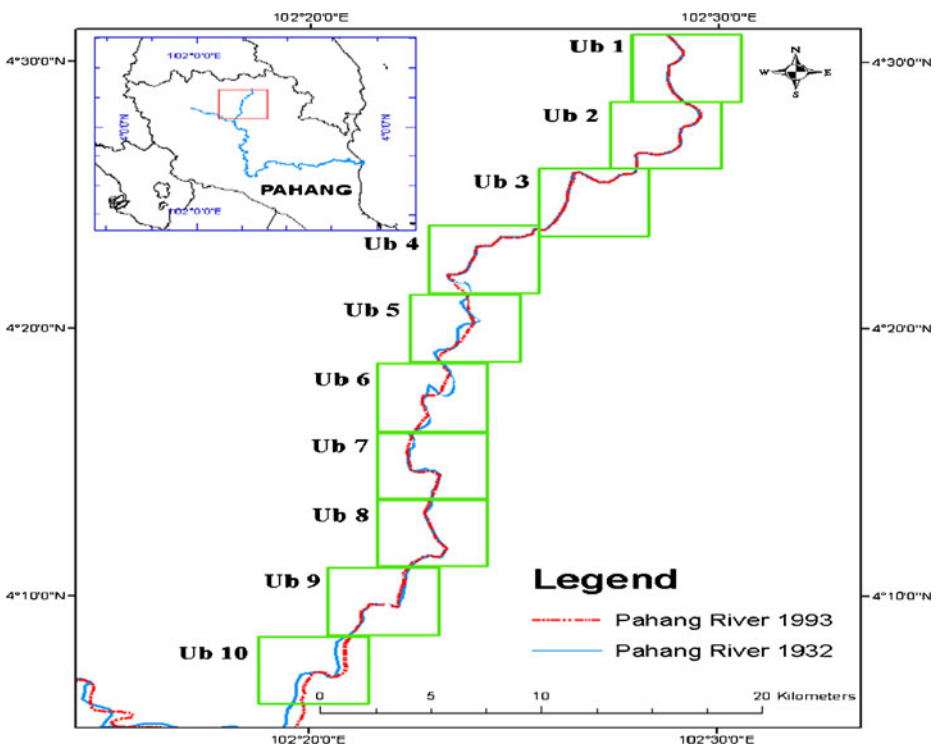 102°20'0"E 102°30'0"E
4°30'0"N 4°30'0"N
102°0'0"E
4°0'0"N 4°0'0"N
PAHANG
102°0'0"E
N
W E
S
Ub 1
Ub 2
Ub 3
Ub 4
Ub 5
4°20'0"N 4°20'0"N
Ub 6
Ub 7
Ub 8
Ub 9
4°10'0"N 4°10'0"N
Ub 10
Legend
Pahang River 1993
Pahang River 1932
0 5 10 20 Kilometers
102°20'0"E 102°30'0"E